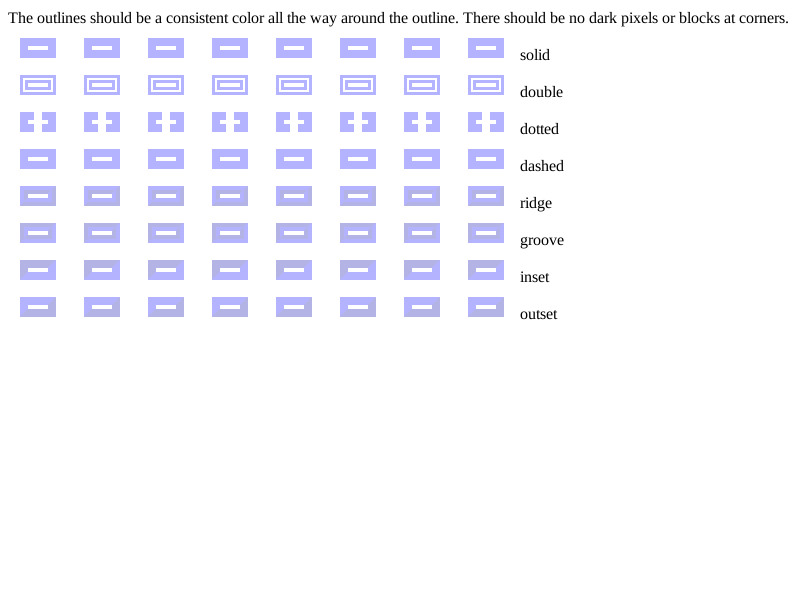 The outlines should be a consistent color all the way around the outline. There should be no dark pixels or blocks at corners.
solid
double
dotted
dashed
ridge
groove
inset
outset